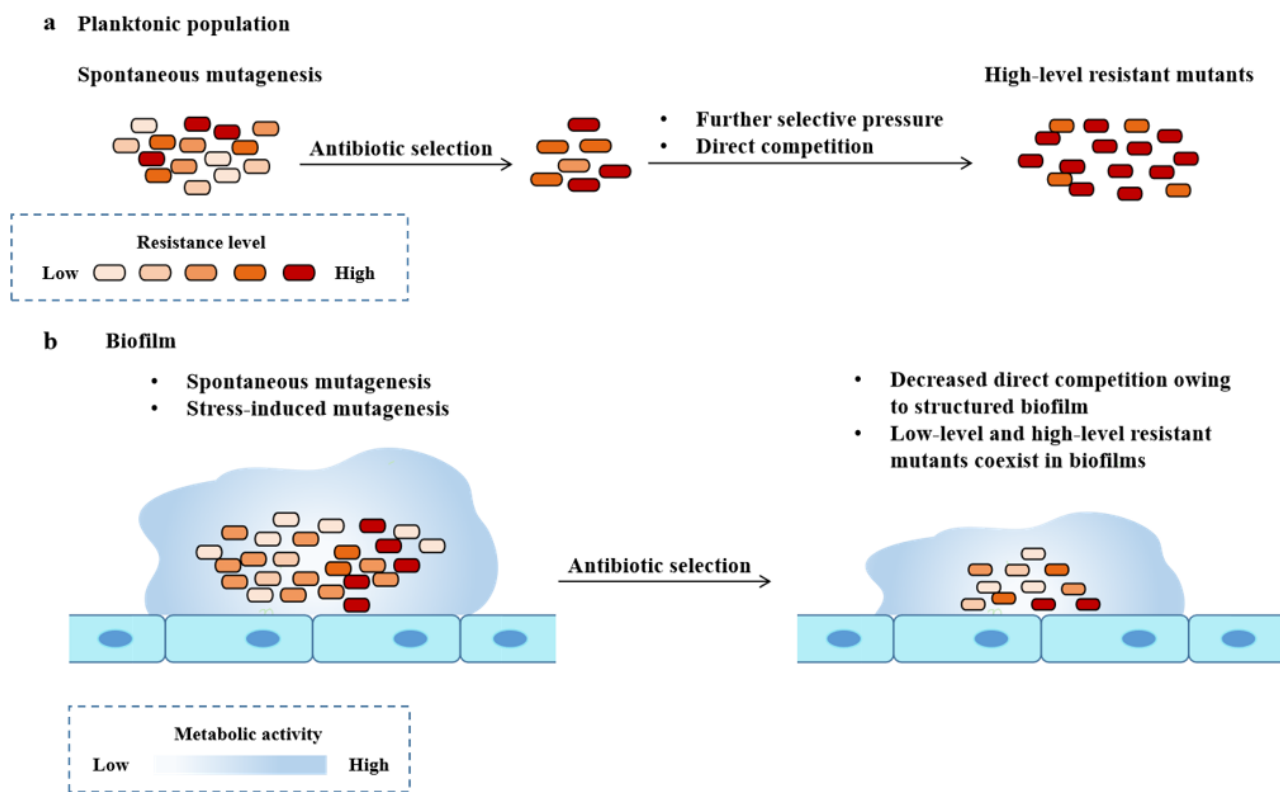 a Planktonic population
Spontaneous mutagenesis
High-level resistant mutants
Antibiotic selection
• Further selective pressure
• Direct competition
Resistance level
Low High
b Biofilm
• Spontaneous mutagenesis
• Stress-induced mutagenesis
• Decreased direct competition owing
to structured biofilm
• Low-level and high-level resistant
mutants coexist in biofilms
Antibiotic selection
Metabolic activity
Low High